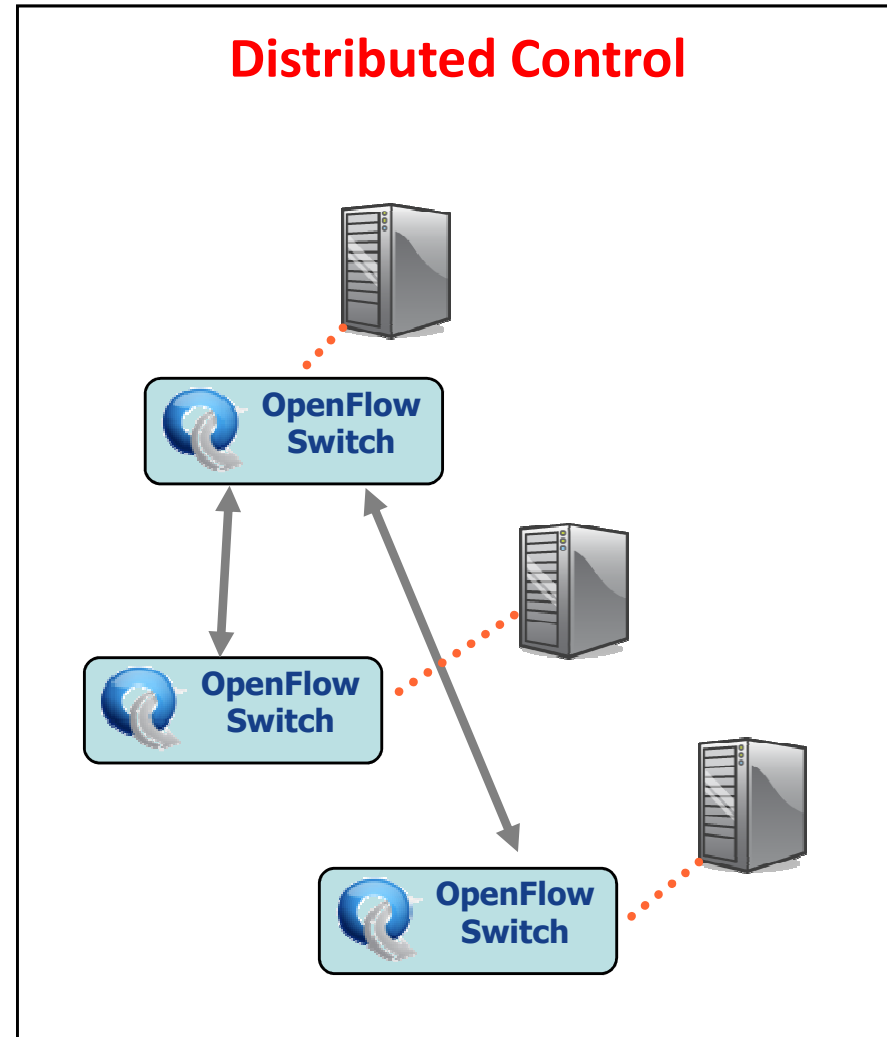 Distributed Control
OpenFlow
Switch
OpenFlow
Switch
OpenFlow
Switch